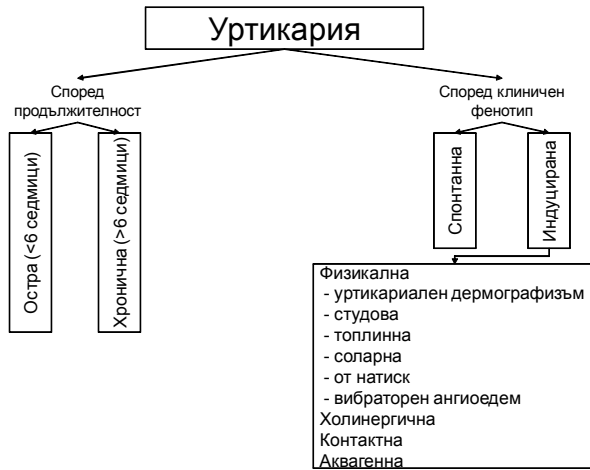 Уртикария
Според
продължителност
Според клиничен
фенотип
Остра (<6 седмици)
Хронична (>6 седмици)
Спонтанна
Индуцирана
Физикална
- уртикариален дермографизъм
- студова
- топлинна
- соларна
- от натиск
- вибраторен ангиоедем
Холинергична
Контактна
Аквагенна